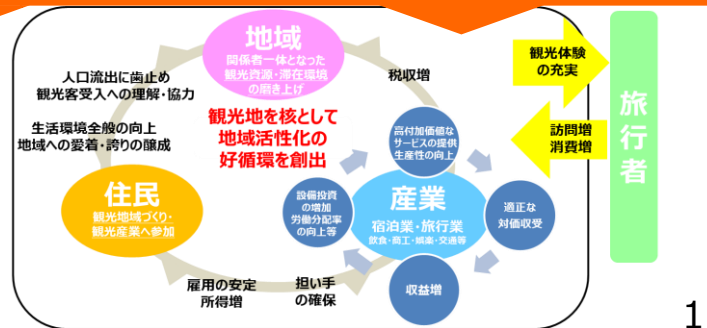 地域
関係者一体となった
観光資源・滞在環境
の磨き上げ
人口流出に歯止め
観光客受入への理解・協力
生活環境全般の向上
地域への愛着・誇りの醸成
税収増
観光地を核として
地域活性化の
好循環を創出
住民
観光地域づくり・
観光産業へ参加
雇用の安定
所得増
担い手
の確保
高付加価値な
サービスの提供
生産性の向上
設備投資
の増加
労働分配率
の向上等
産業
宿泊業・旅行業
飲食・商工・娯楽・交通等
適正な
対価収受
収益増
観光体験
の充実
訪問増
消費増
旅行者
1